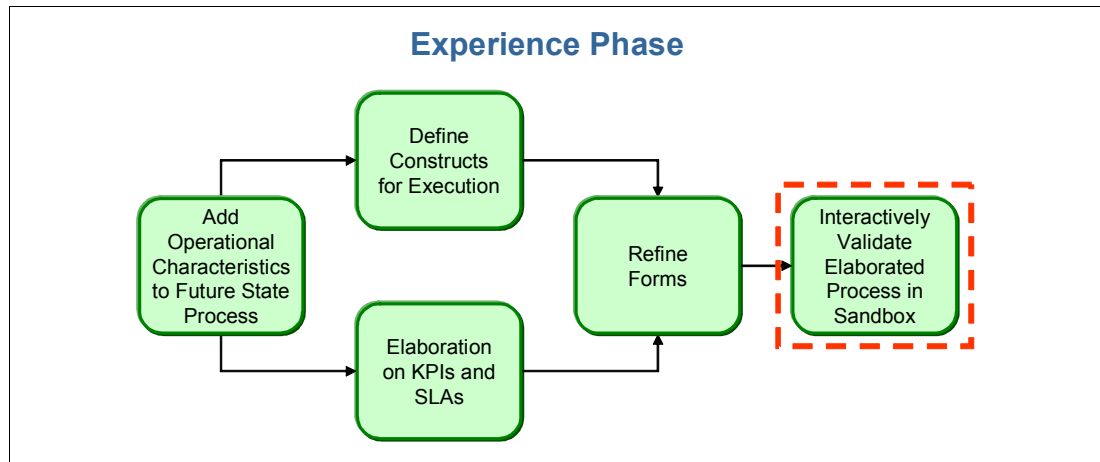 Experience Phase
Define
Constructs
for Execution
Add
Operational
Characteristics
to Future State
Process
Elaboration
on KPIs and
SLAs
Refine
Forms
Interactively
Validate
Elaborated
Process in
Sandbox